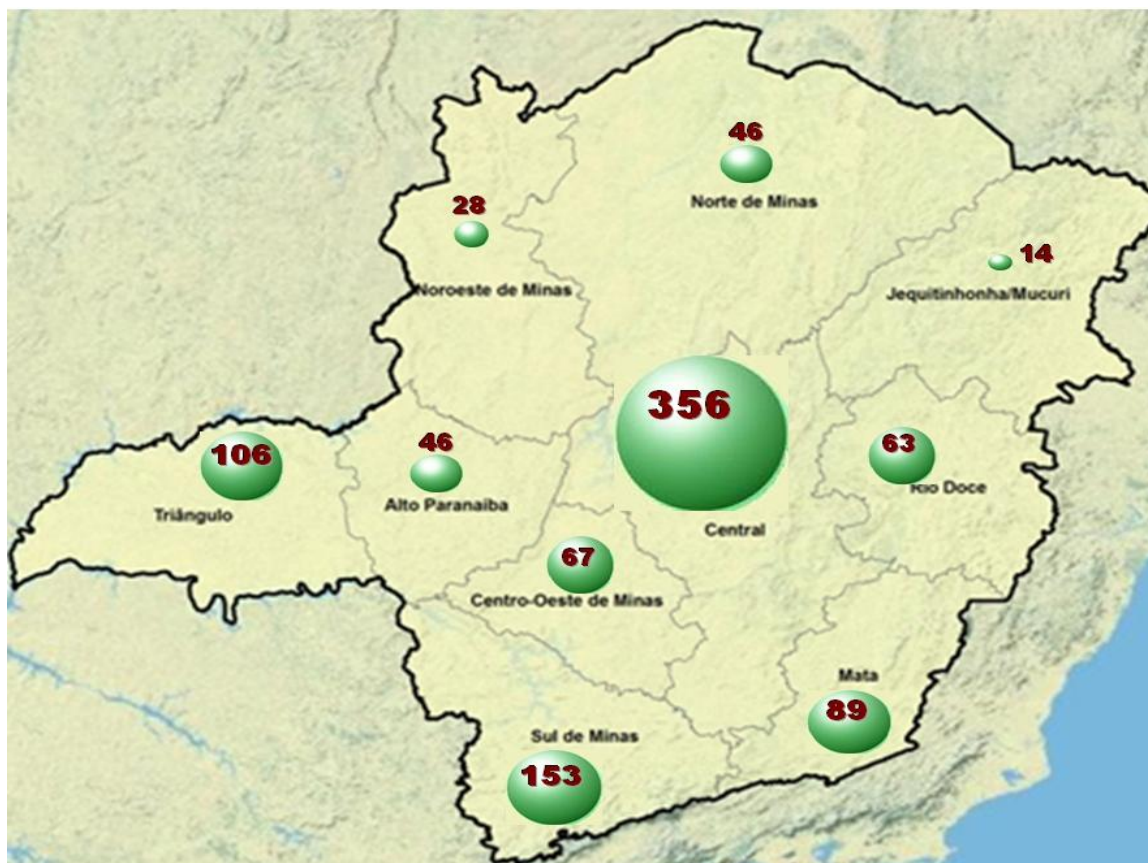 46
Norte de Minas
28
Noroeste de Minas
14
Jequitinhonha/Mucuri
356
Central
106
Triângulo
46
Alto Paranaiba
63
Rio Doce
67
Centro-Oeste de Minas
Mata
89
Sul de Minas
153